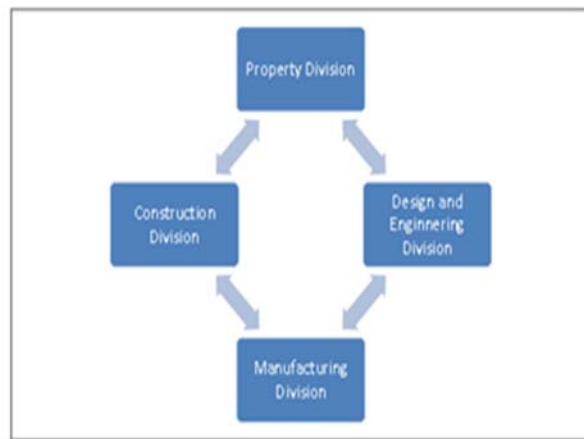 Property Division
Construction
Division
Design and
Enginnering
Division
Manufacturing
Division